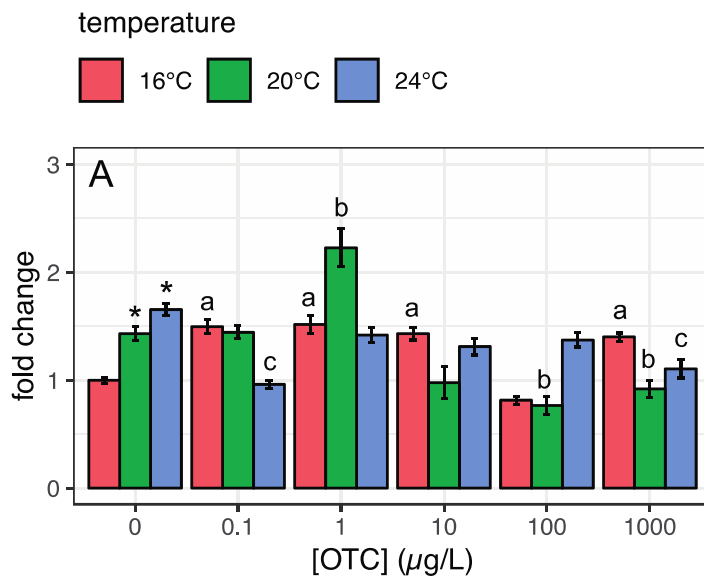 temperature
16°C 20°C 24°C
A
3
2
1
0
fold change
* * a c a b a b a b c
0 0.1 1 10 100 1000
[OTC] (µg/L)